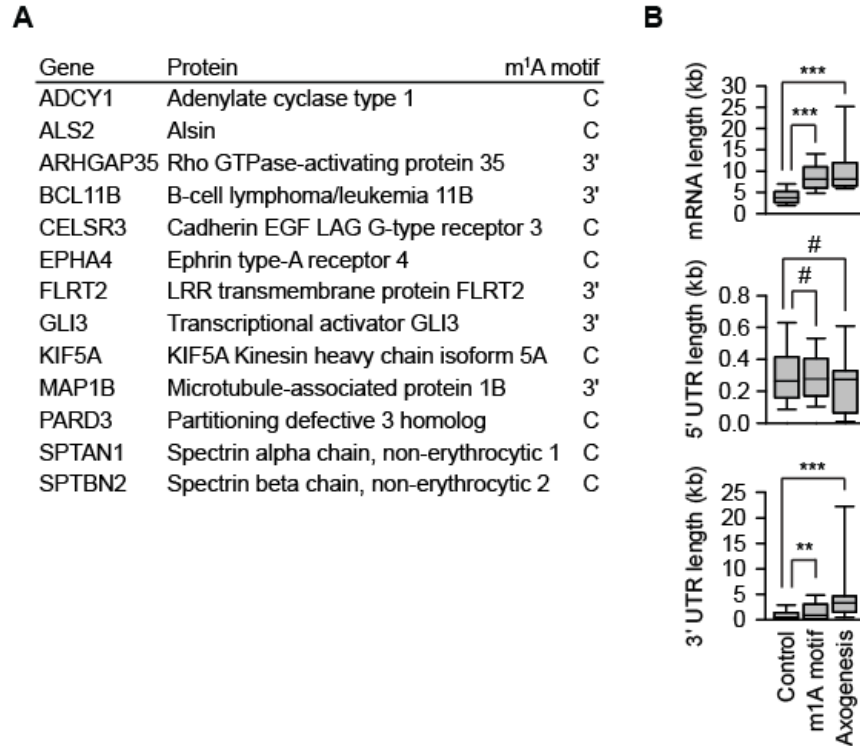 A
Gene Protein m¹A motif
ADCY1 Adenylate cyclase type 1 C
ALS2 Alsin C
ARHGAP35 Rho GTPase-activating protein 35 3'
BCL11B B-cell lymphoma/leukemia 11B 3'
CELSR3 Cadherin EGF LAG G-type receptor 3 C
EPHA4 Ephrin type-A receptor 4 C
FLRT2 LRR transmembrane protein FLRT2 3'
GLI3 Transcriptional activator GLI3 3'
KIF5A KIF5A Kinesin heavy chain isoform 5A C
MAP1B Microtubule-associated protein 1B 3'
PARD3 Partitioning defective 3 homolog C
SPTAN1 Spectrin alpha chain, non-erythrocytic 1 C
SPTBN2 Spectrin beta chain, non-erythrocytic 2 C
B
mRNA length (kb)
30
25
20
15
10
5
0
***
***
5' UTR length (kb)
0.8
0.6
0.4
0.2
0.0
#
#
3' UTR length (kb)
25
20
15
10
5
0
***
**
Control
m1A motif
Axogenesis